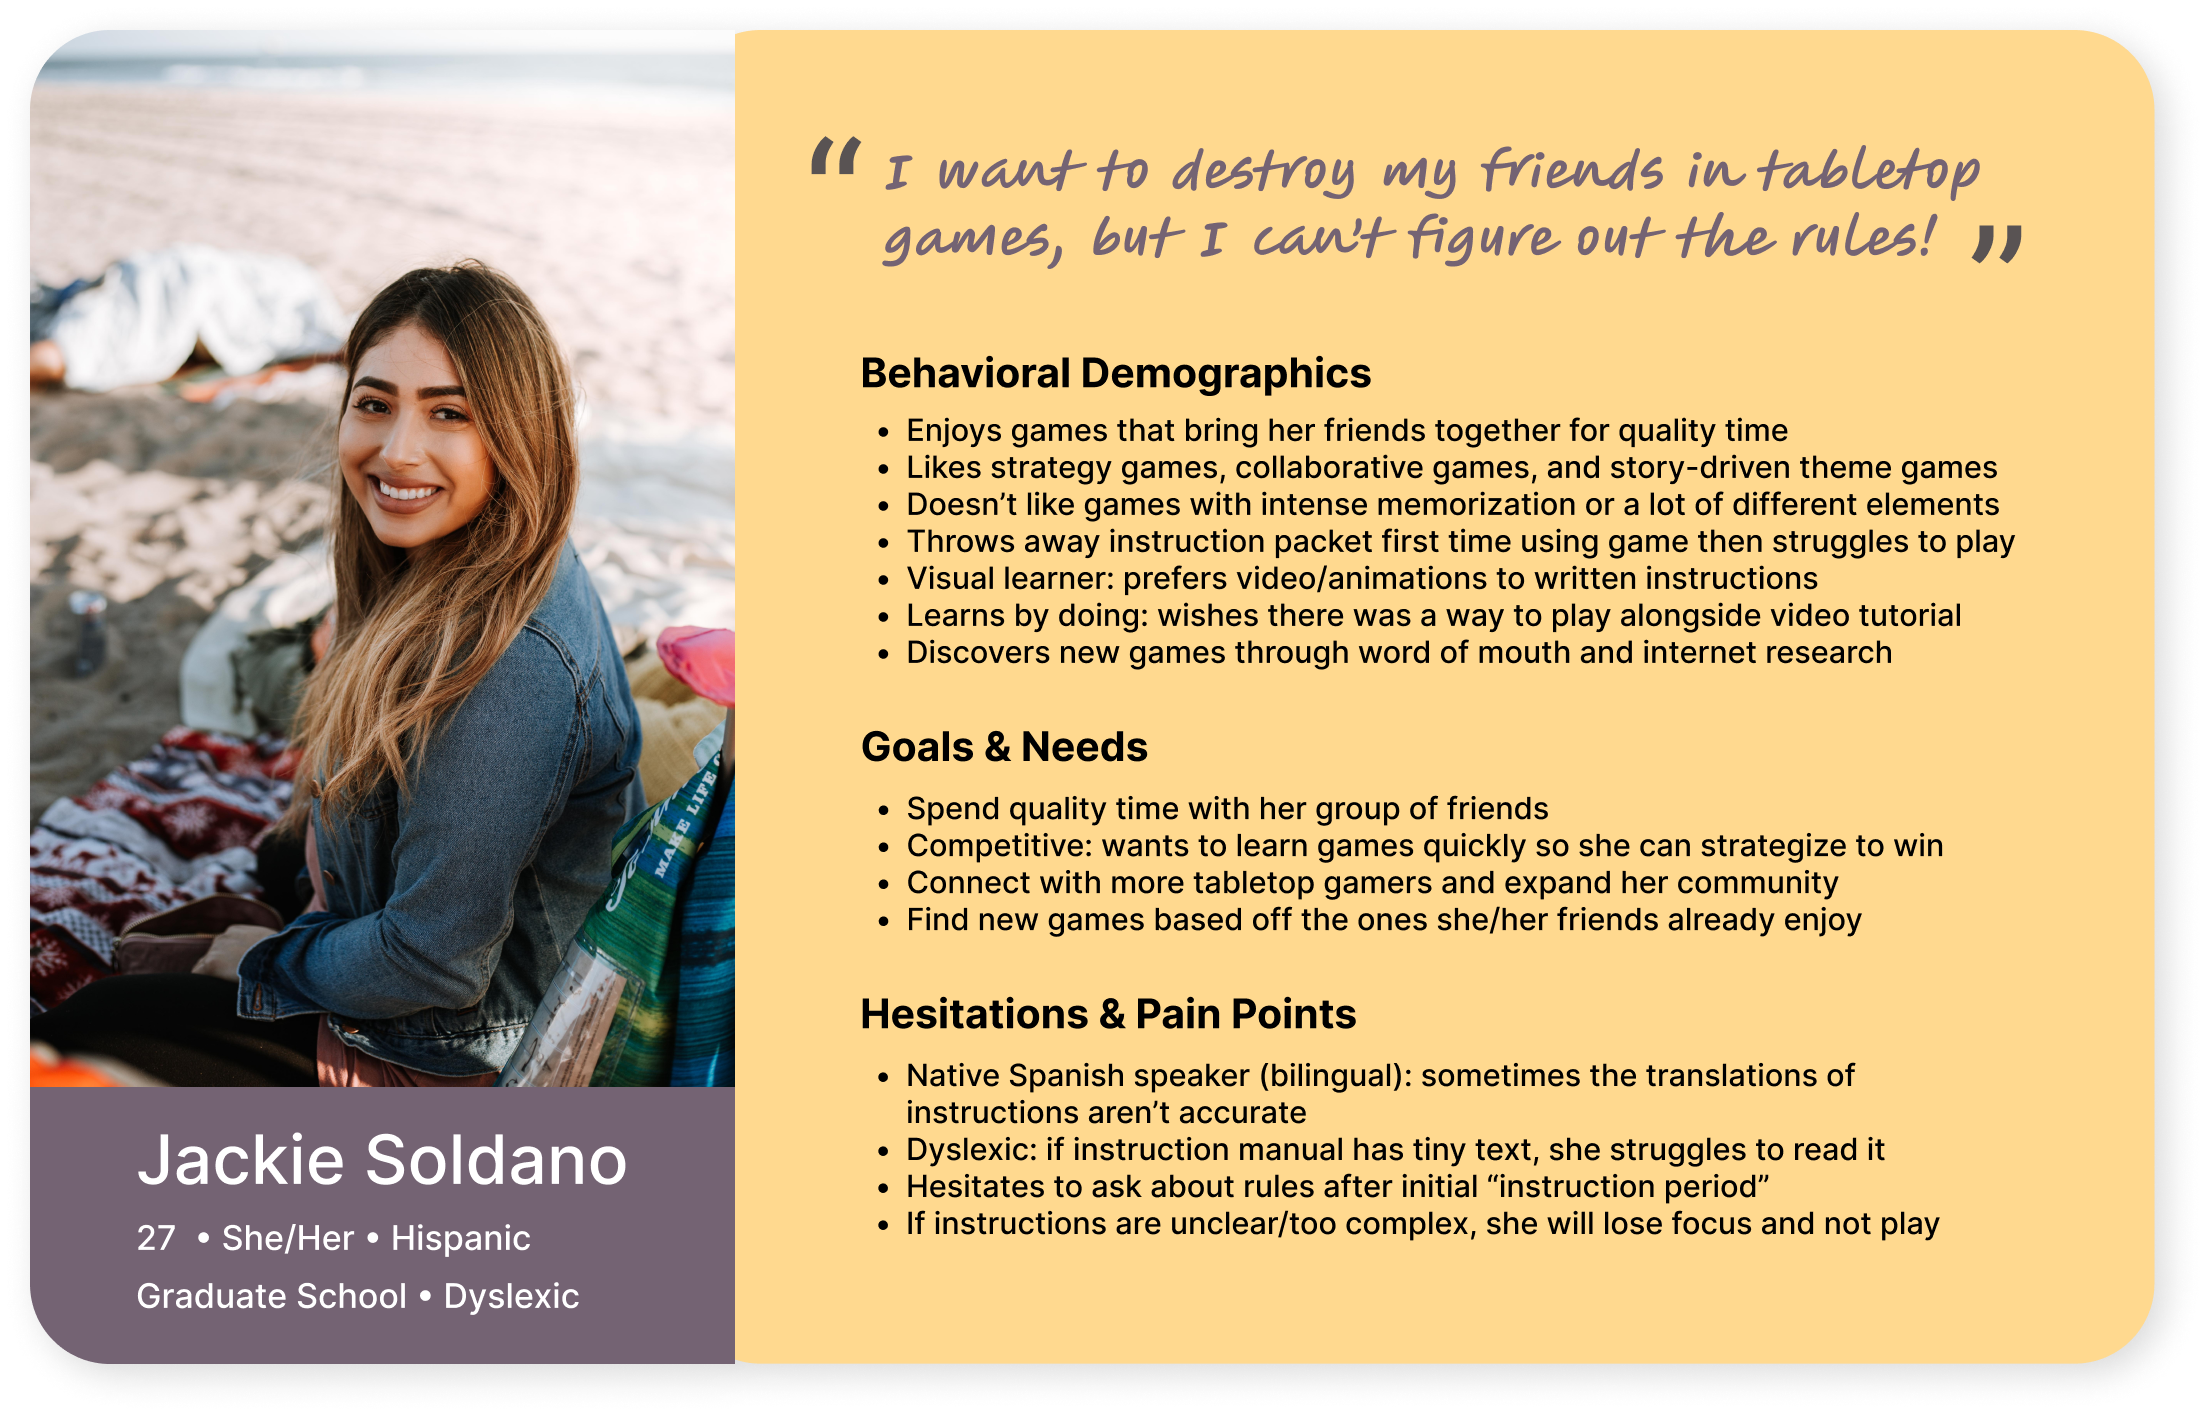 “ I want to destroy my friends in tabletop
games, but I can't figure out the rules! ”
Behavioral Demographics
• Enjoys games that bring her friends together for quality time
• Likes strategy games, collaborative games, and story-driven theme games
• Doesn’t like games with intense memorization or a lot of different elements
• Throws away instruction packet first time using game then struggles to play
• Visual learner: prefers video/animations to written instructions
• Learns by doing: wishes there was a way to play alongside video tutorial
• Discovers new games through word of mouth and internet research
Goals & Needs
• Spend quality time with her group of friends
• Competitive: wants to learn games quickly so she can strategize to win
• Connect with more tabletop gamers and expand her community
• Find new games based off the ones she/her friends already enjoy
Hesitations & Pain Points
• Native Spanish speaker (bilingual): sometimes the translations of
instructions aren’t accurate
• Dyslexic: if instruction manual has tiny text, she struggles to read it
• Hesitates to ask about rules after initial “instruction period”
• If instructions are unclear/too complex, she will lose focus and not play
MAKE LIFE
Jackie Soldano
27 • She/Her • Hispanic
Graduate School • Dyslexic